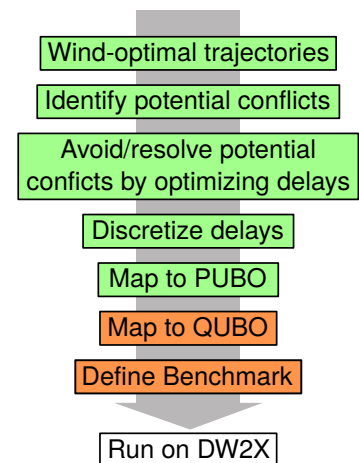 Wind-optimal trajectories
Identify potential conflicts
Avoid/resolve potential
conficts by optimizing delays
Discretize delays
Map to PUBO
Map to QUBO
Define Benchmark
Run on DW2X